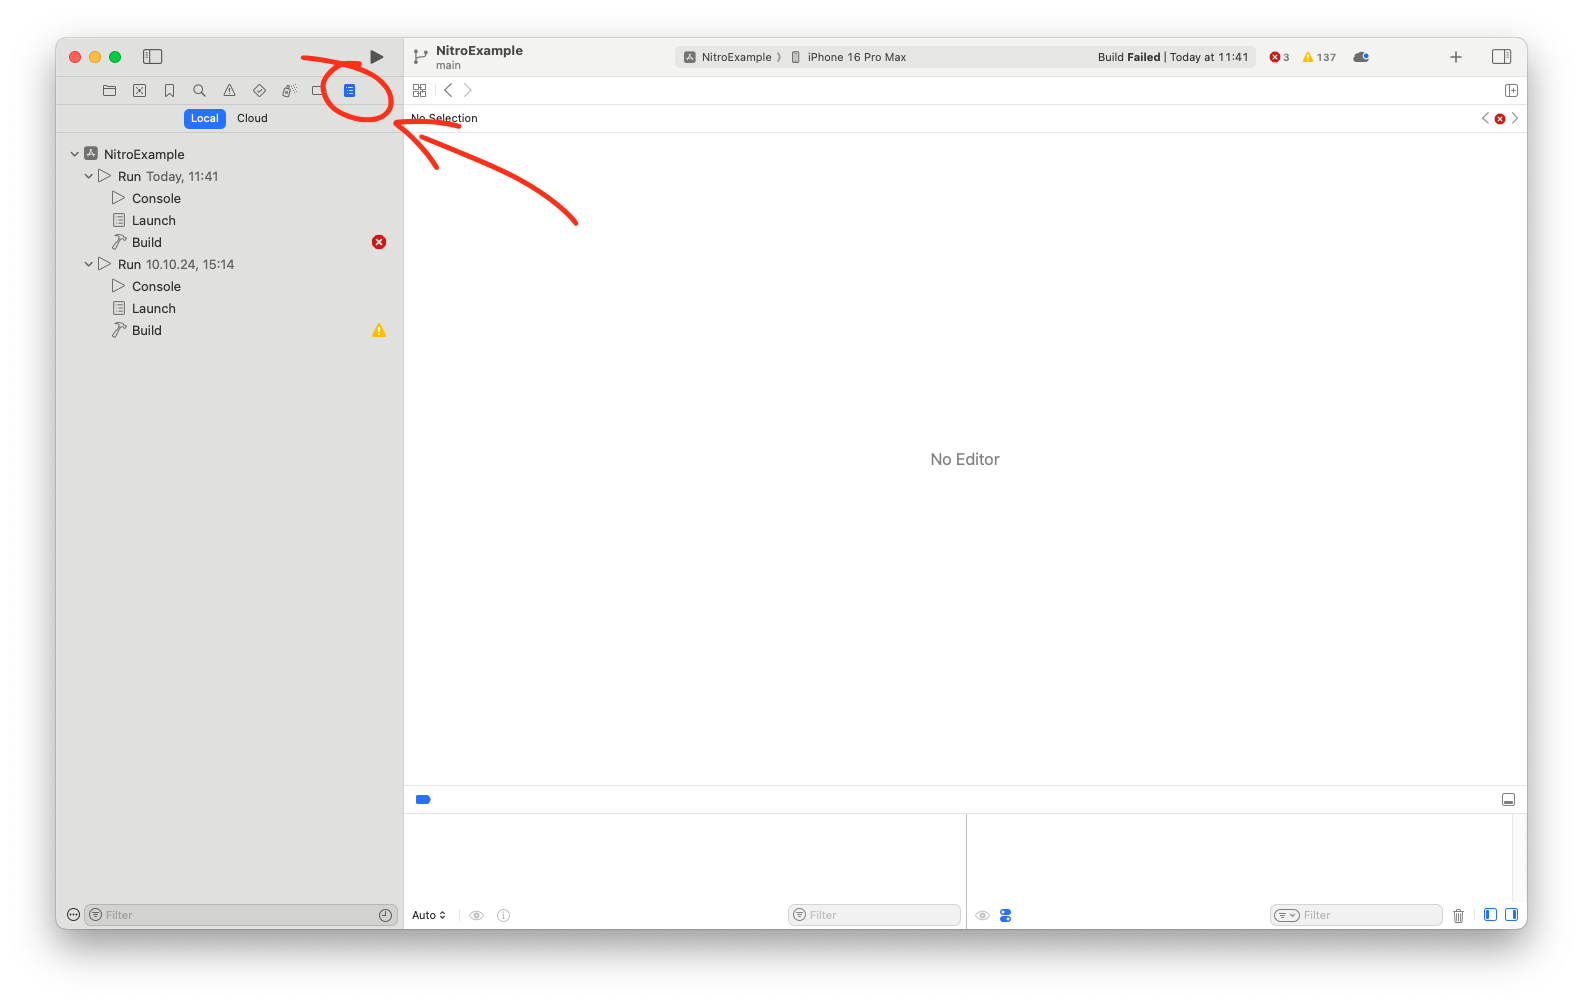 NitroExample
main
NitroExample
iPhone 16 Pro Max
Build Failed | Today at 11:41
3
137
Local
Cloud
No Selection
NitroExample
Run Today, 11:41
Console
Launch
Build
Run 10.10.24, 15:14
Console
Launch
Build
No Editor
Filter
Auto
Filter
Filter